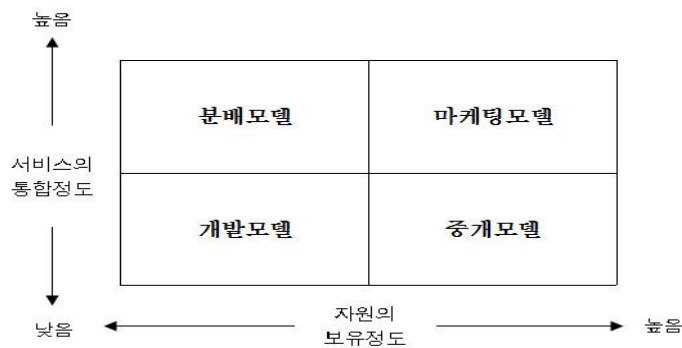 높음
분배모델
마케팅모델
서비스의
통합정도
개발모델
중개모델
낮음
자원의
보유정도
높음